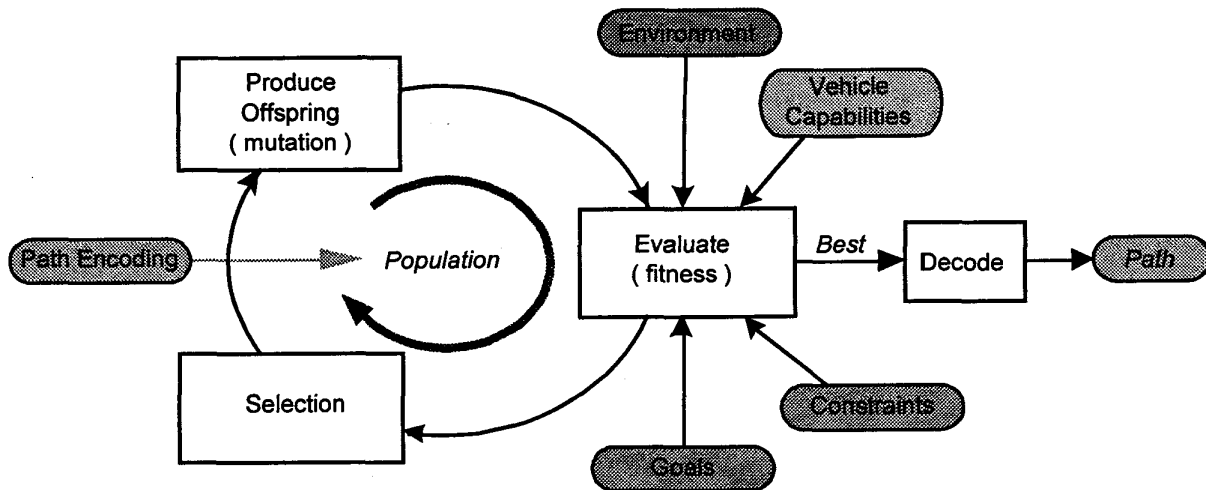 Environment
Produce
Offspring
( mutation )
Vehicle
Capabilities
Path Encoding
Population
Evaluate
( fitness )
Best
Decode
Path
Selection
Constraints
Goals